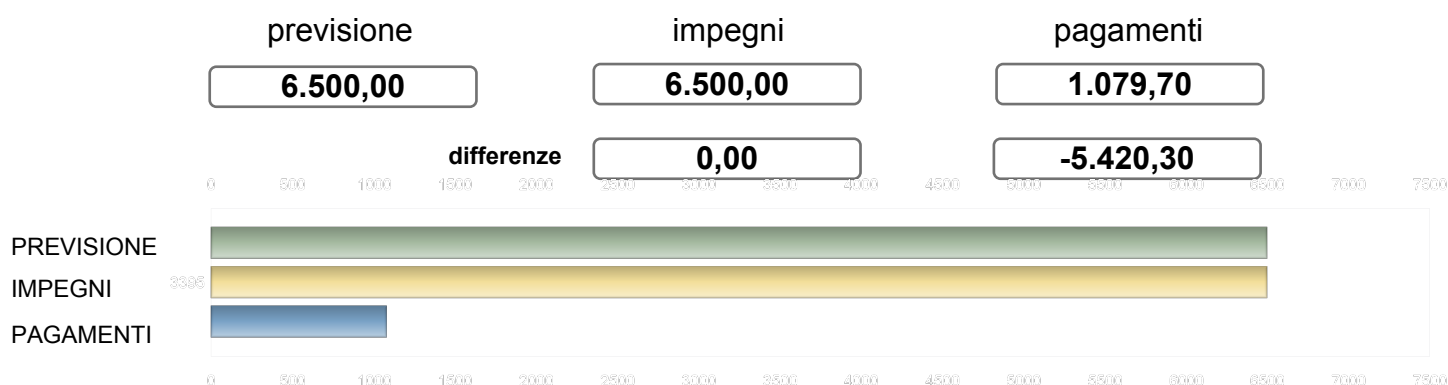 previsione impegni pagamenti
6.500,00 6.500,00 1.079,70
differenze 0,00 -5.420,30
0 500 1000 1500 2000 2500 3000 3500 4000 4500 5000 5500 6000 6500 7000 7500
PREVISIONE
3395
IMPEGNI
PAGAMENTI
0 500 1000 1500 2000 2500 3000 3500 4000 4500 5000 5500 6000 6500 7000 7500